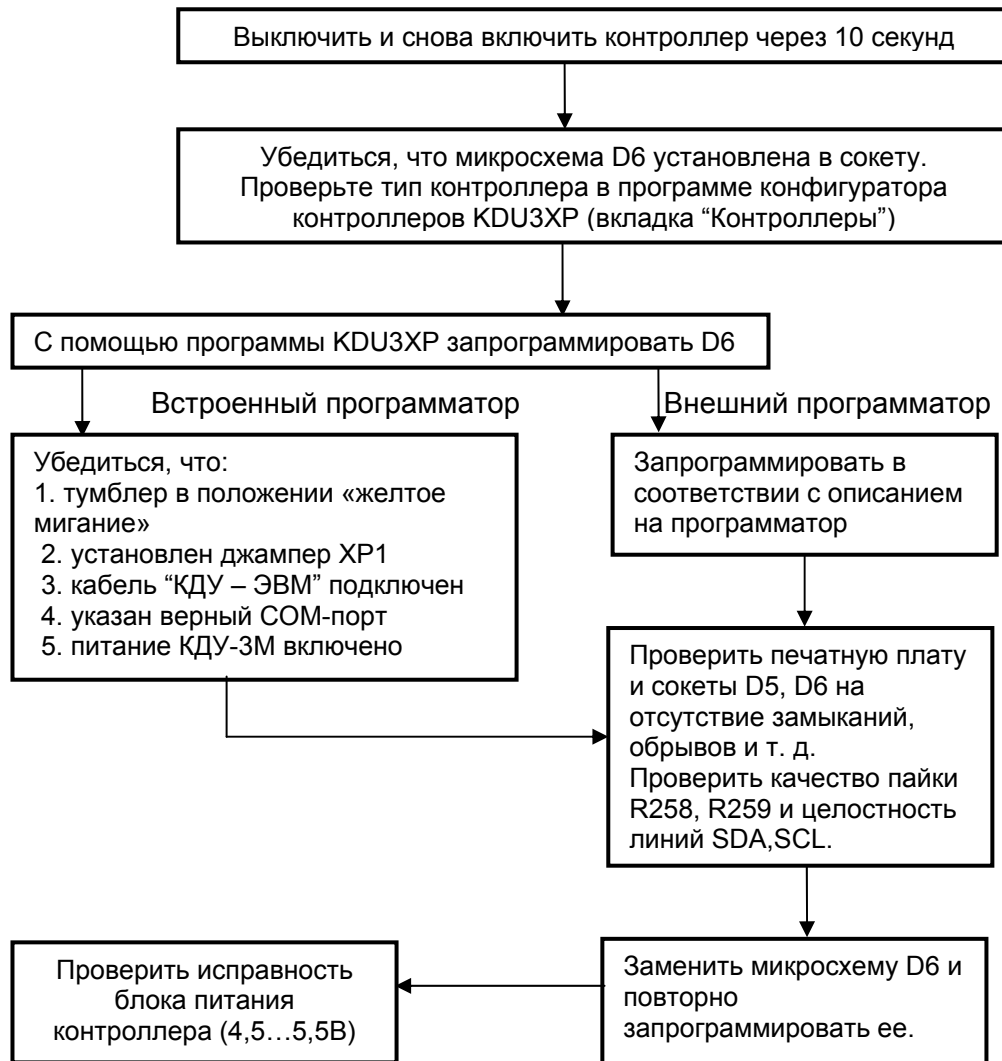 Выключить и снова включить контроллер через 10 секунд
Убедиться, что микросхема D6 установлена в сокету.
Проверьте тип контроллера в программе конфигуратора
контроллеров KDU3XP (вкладка “Контроллеры”)
С помощью программы KDU3XP запрограммировать D6
Встроенный программатор
Внешний программатор
Убедиться, что:
1. тумблер в положении «желтое
мигание»
2. установлен джампер XP1
3. кабель “КДУ – ЭВМ” подключен
4. указан верный COM-порт
5. питание КДУ-3М включено
Запрограммировать в
соответствии с описанием
на программатор
Проверить печатную плату
и сокеты D5, D6 на
отсутствие замыканий,
обрывов и т. д.
Проверить качество пайки
R258, R259 и целостность
линий SDA,SCL.
Заменить микросхему D6 и
повторно
запрограммировать ее.
Проверить исправность
блока питания
контроллера (4,5…5,5В)